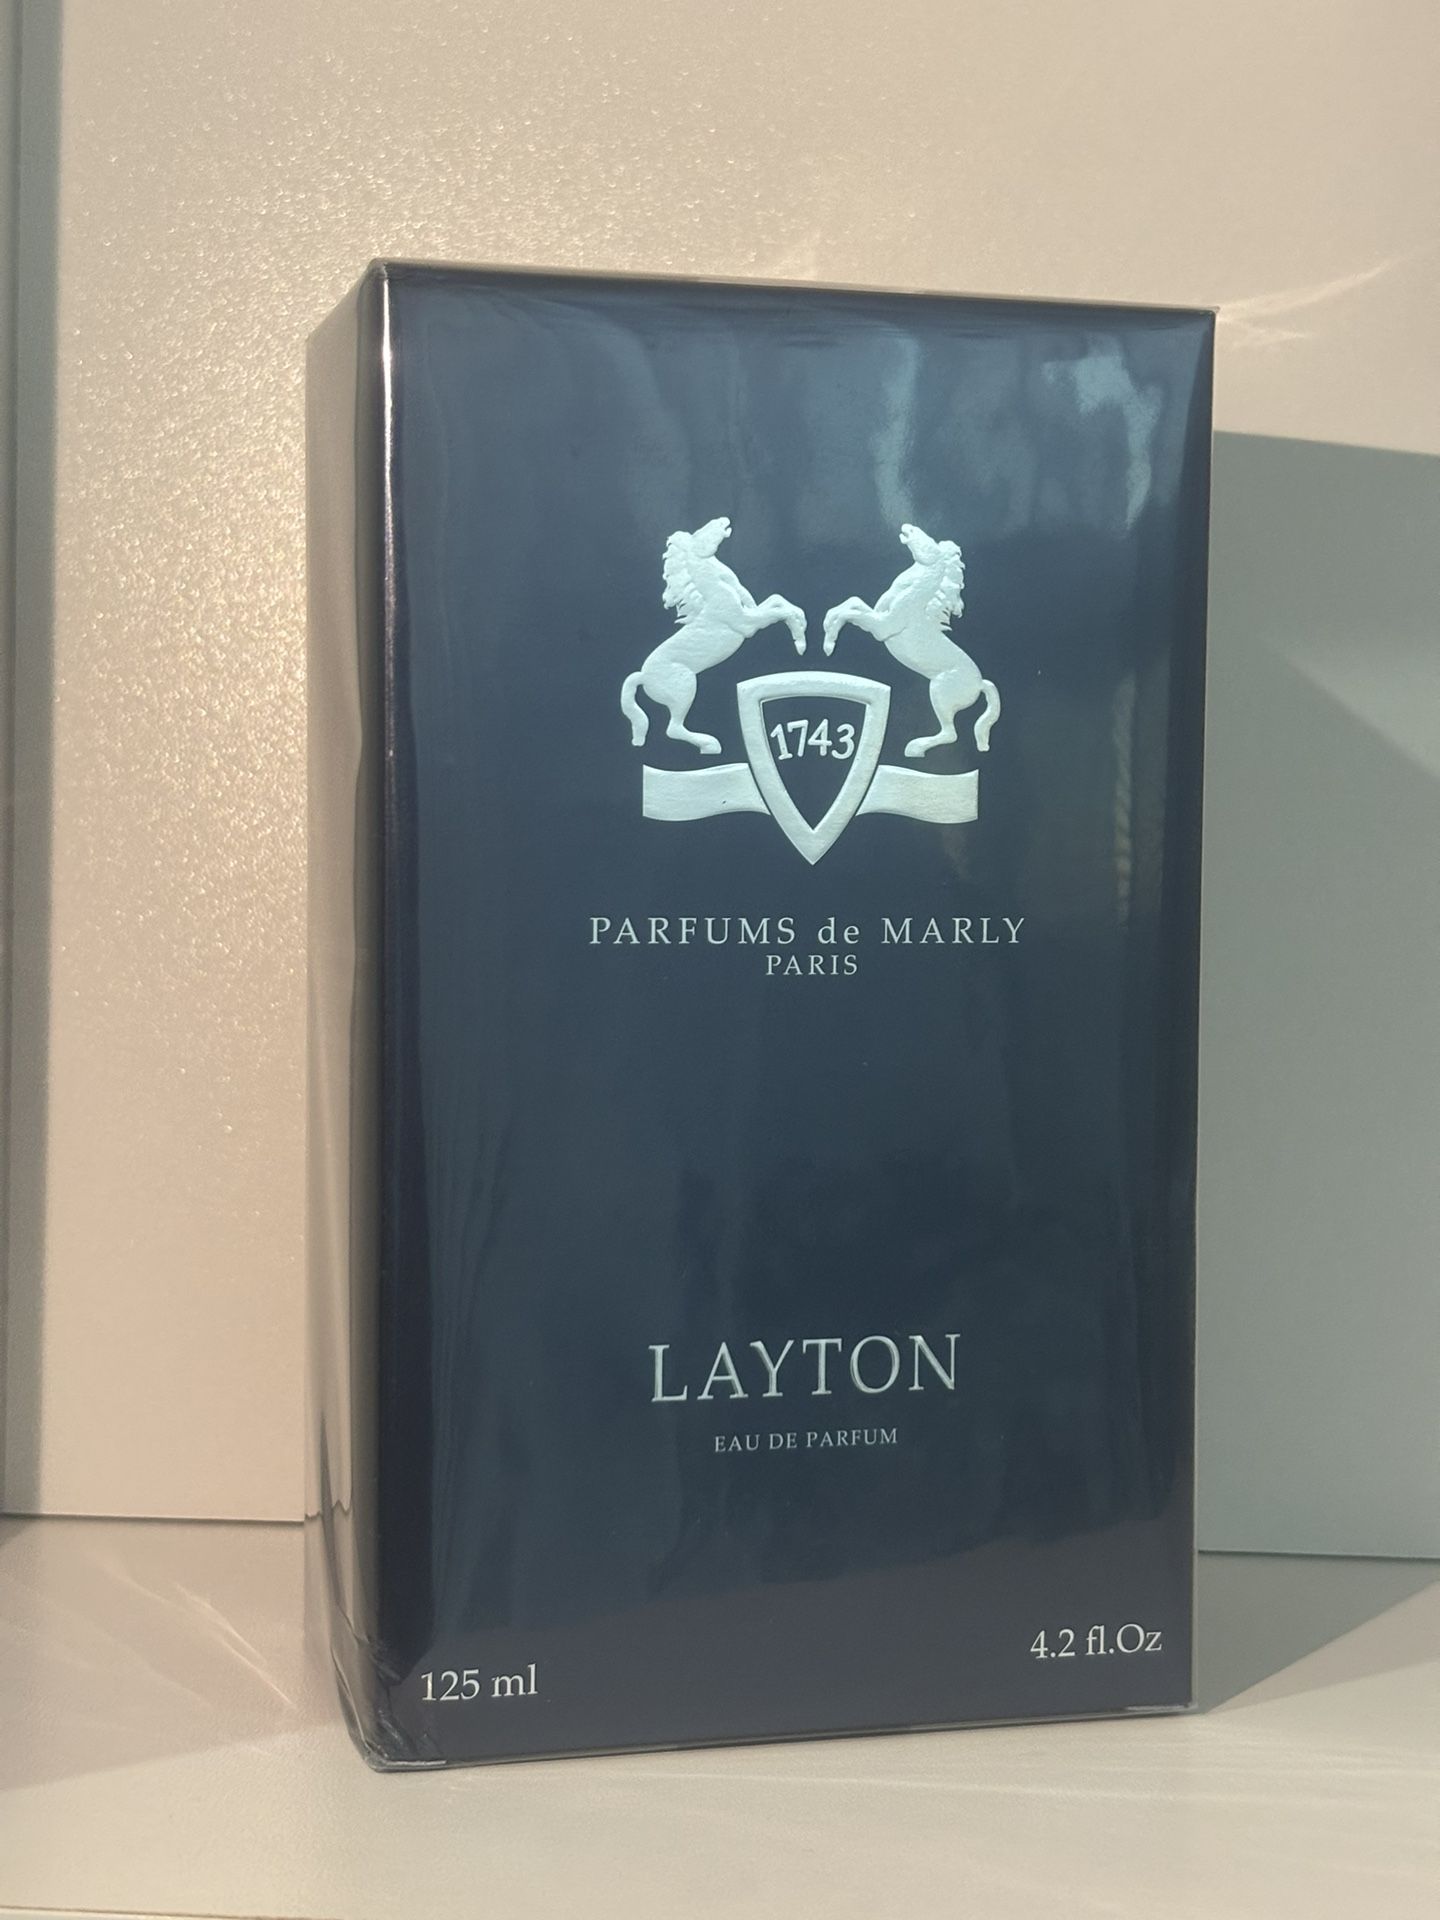 1743
PARFUMS de MARLY
PARIS
LAYTON
EAU DE PARFUM
125 ml
4.2 fl.Oz